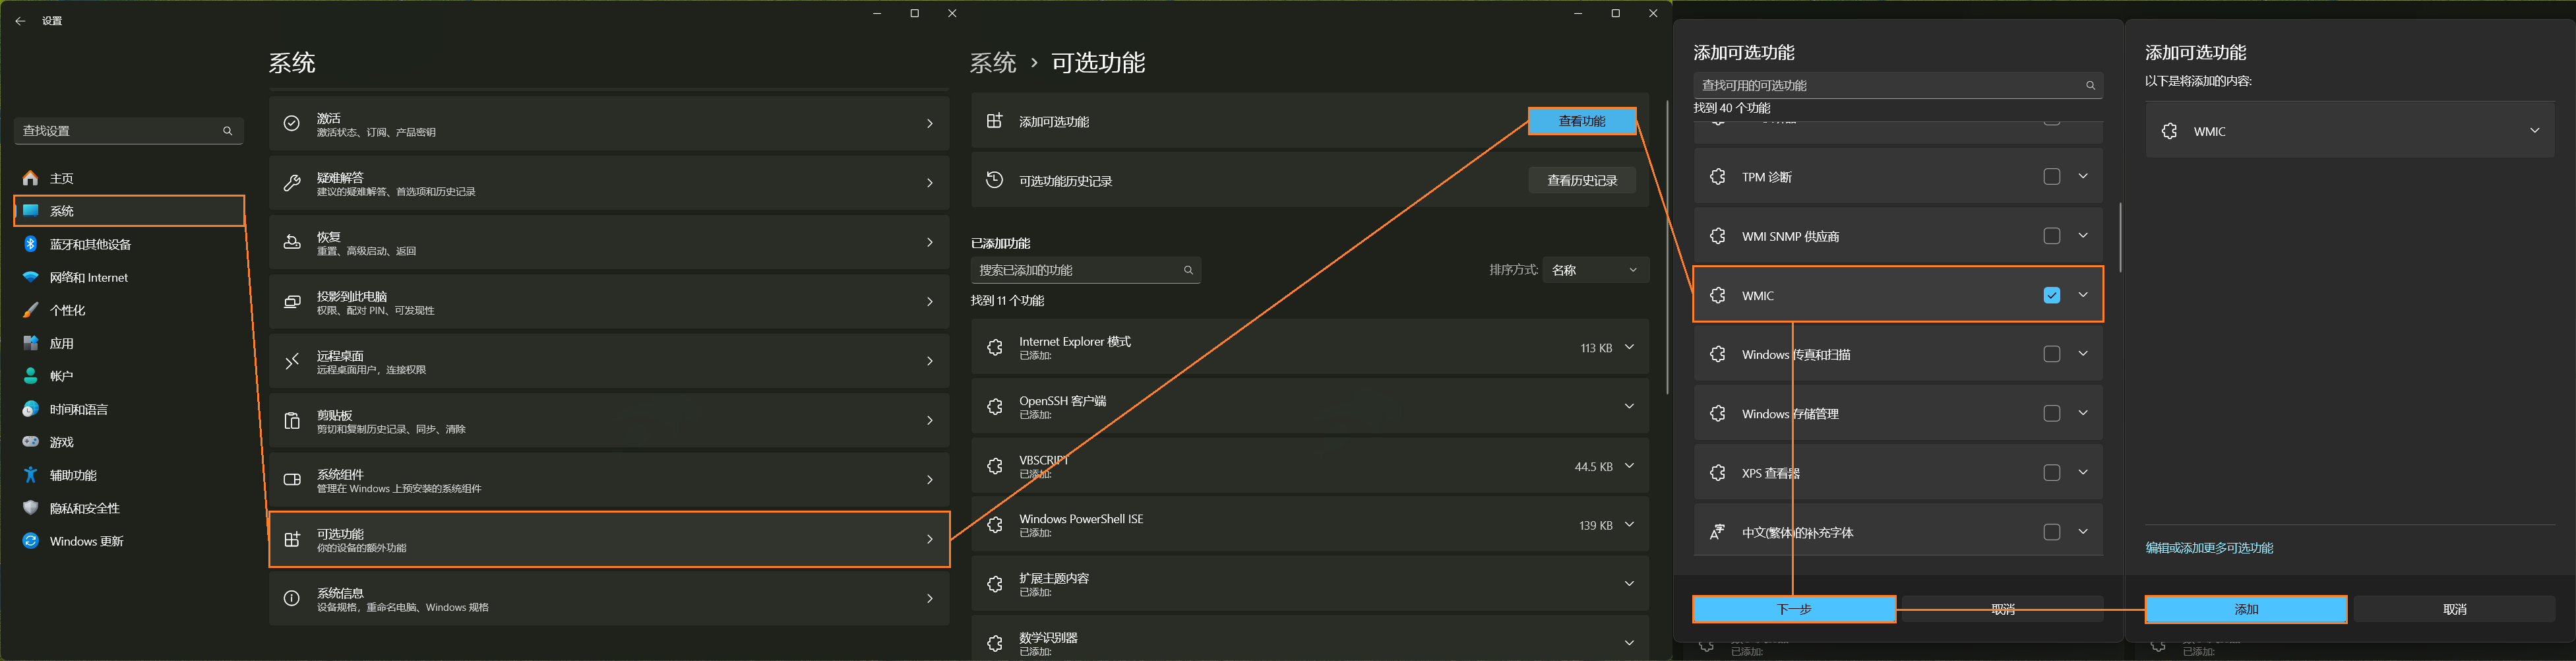 设置
查找设置
主页
系统
蓝牙和其他设备
网络和 Internet
个性化
应用
帐户
时间和语言
游戏
辅助功能
隐私和安全性
Windows 更新
系统
激活
激活状态、订阅、产品密钥
疑难解答
建议的疑难解答、首选项和历史记录
恢复
重置、高级启动、返回
投影到此电脑
权限、配对 PIN、可发现性
远程桌面
远程桌面用户，连接权限
剪贴板
剪切和复制历史记录、同步、清除
系统组件
管理在 Windows 上预安装的系统组件
可选功能
你的设备的额外功能
系统信息
设备规格，重命名电脑、Windows 规格
系统 › 可选功能
添加可选功能
查看功能
可选功能历史记录
查看历史记录
已添加功能
搜索已添加的功能
排序方式: 名称
找到 11 个功能
Internet Explorer 模式
已添加:
113 KB
OpenSSH 客户端
已添加:
VBSCRIPT
已添加:
44.5 KB
Windows PowerShell ISE
已添加:
139 KB
扩展主题内容
已添加:
数学识别器
已添加:
添加可选功能
查找可用的可选功能
找到 40 个功能
TPM 诊断
WMI SNMP 供应商
WMIC
Windows 传真和扫描
Windows 存储管理
XPS 查看器
中文(繁体)的补充字体
下一步
取消
已添加:
添加可选功能
以下是将添加的内容:
WMIC
编辑或添加更多可选功能
添加
取消
已添加: